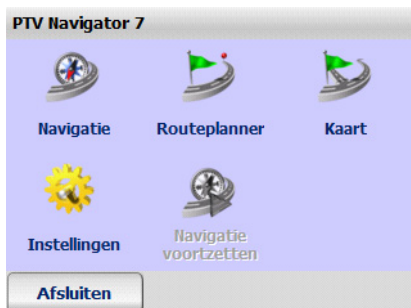 PTV Navigator 7
Navigatie
Routeplanner
Kaart
Instellingen
Navigatie
voortzetten
Afsluiten